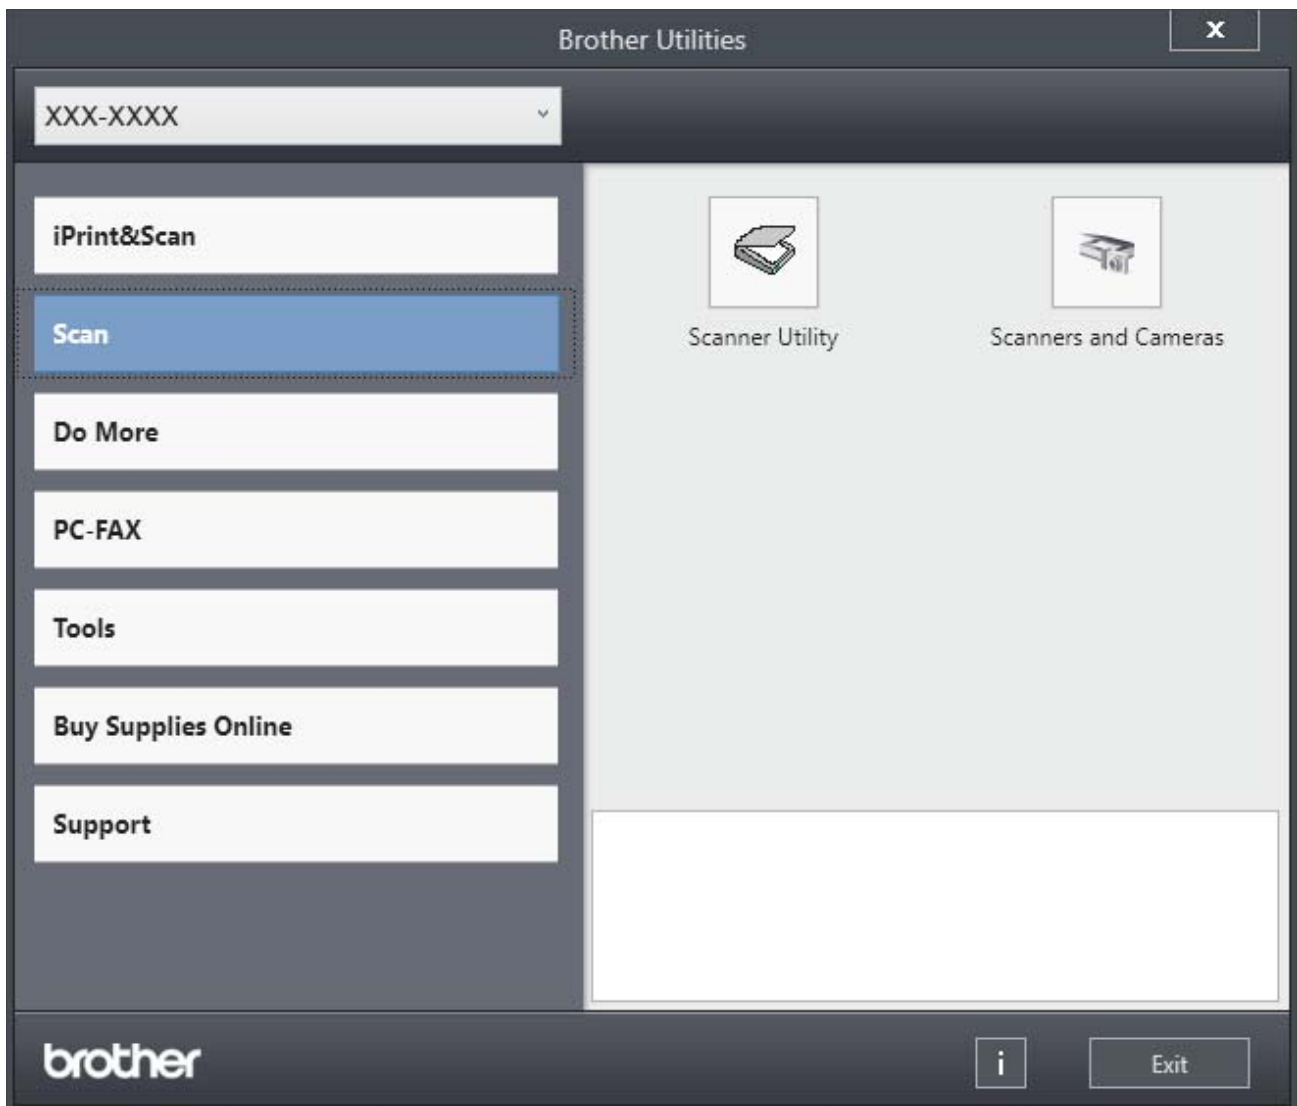 Brother Utilities
X
XXX-XXXX
iPrint&Scan
Scan
Do More
PC-FAX
Tools
Buy Supplies Online
Support
Scanner Utility
Scanners and Cameras
brother
i
Exit